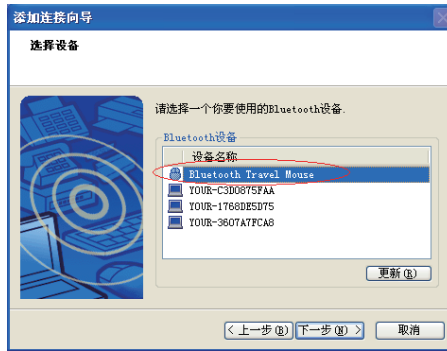 添加连接向导
选择设备
请选择一个你要使用的Bluetooth设备.
Bluetooth设备
设备名称
Bluetooth Travel Mouse
YOUR-C3D0875FAA
YOUR-1768DE5D75
YOUR-3607A7FCA8
更新(R)
< 上一步(B) 下一步(N) > 取消